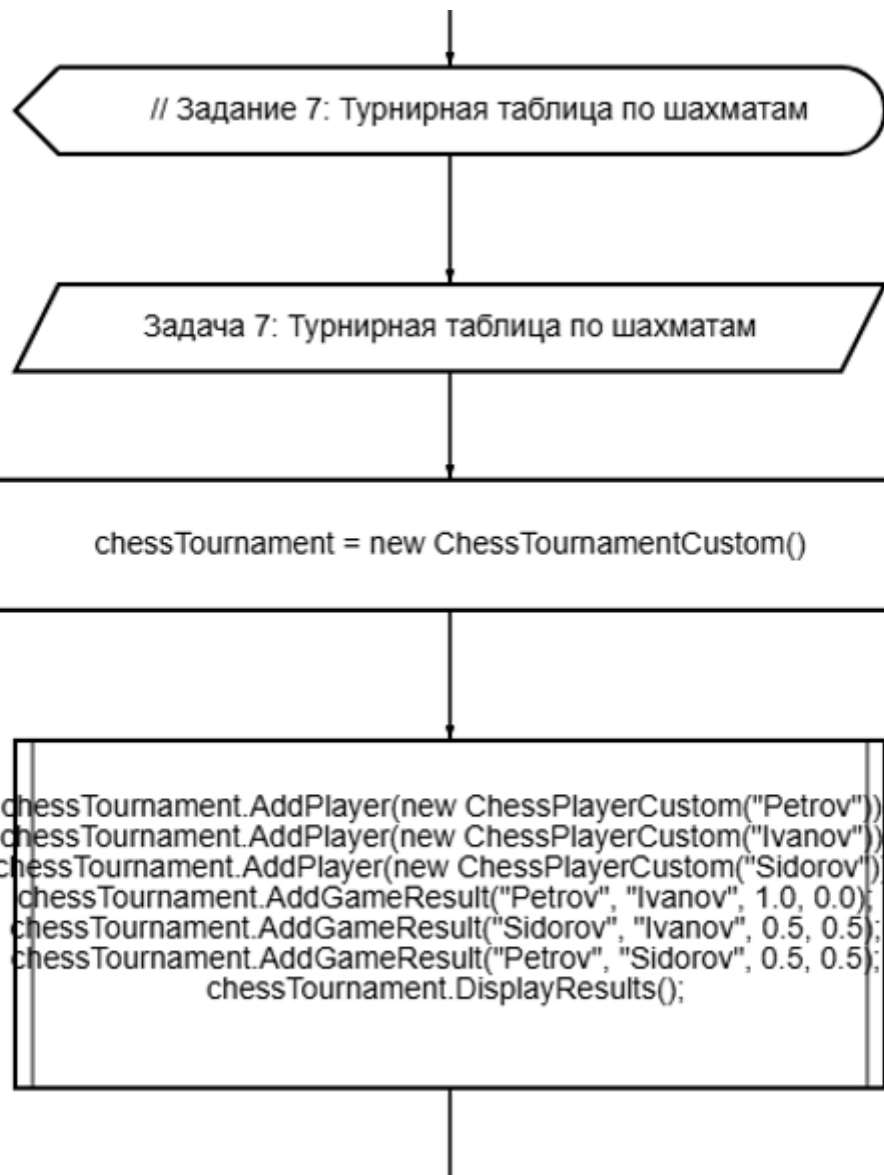 // Задание 7: Турнирная таблица по шахматам
Задача 7: Турнирная таблица по шахматам
chessTournament = new ChessTournamentCustom()
chessTournament.AddPlayer(new ChessPlayerCustom("Petrov"))
chessTournament.AddPlayer(new ChessPlayerCustom("Ivanov"))
chessTournament.AddPlayer(new ChessPlayerCustom("Sidorov"))
chessTournament.AddGameResult("Petrov", "Ivanov", 1.0, 0.0);
chessTournament.AddGameResult("Sidorov", "Ivanov", 0.5, 0.5);
chessTournament.AddGameResult("Petrov", "Sidorov", 0.5, 0.5);
chessTournament.DisplayResults();